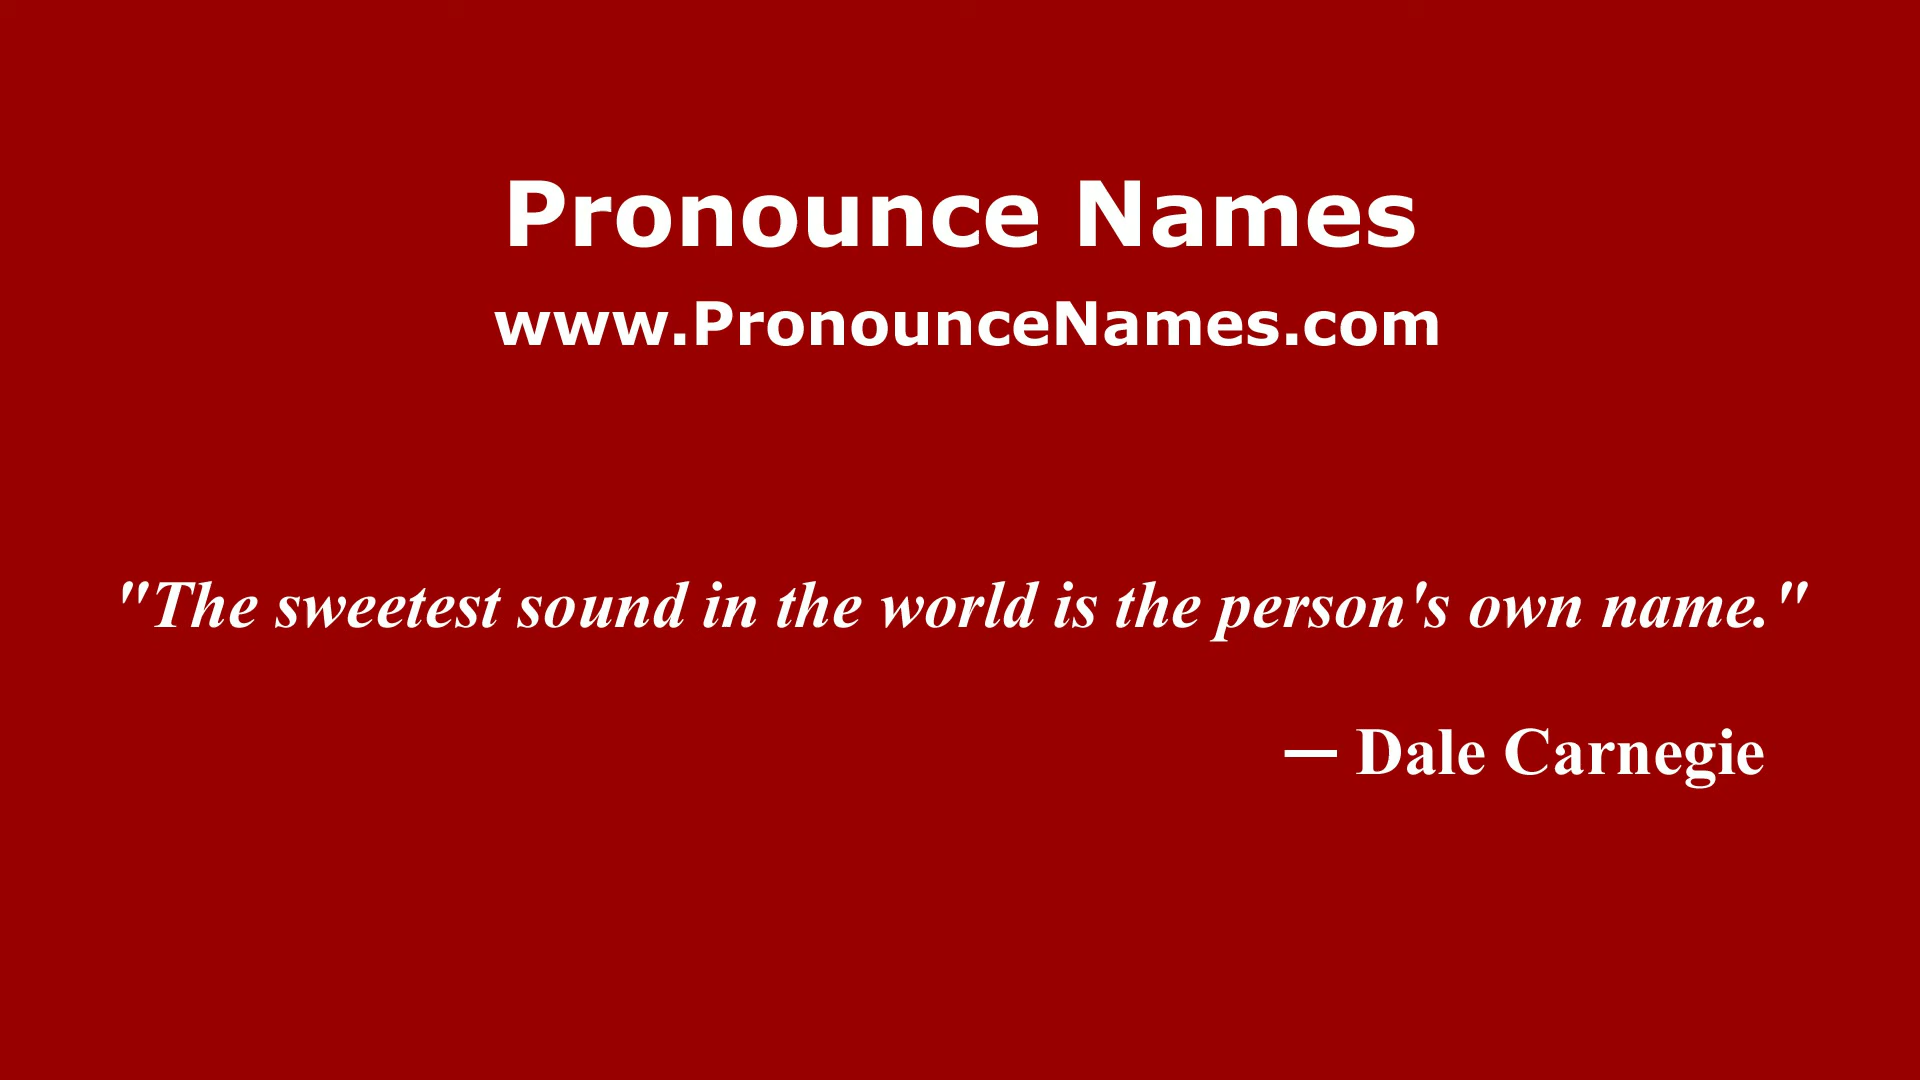 Pronounce Names
www.PronounceNames.com
"The sweetest sound in the world is the person's own name."
— Dale Carnegie